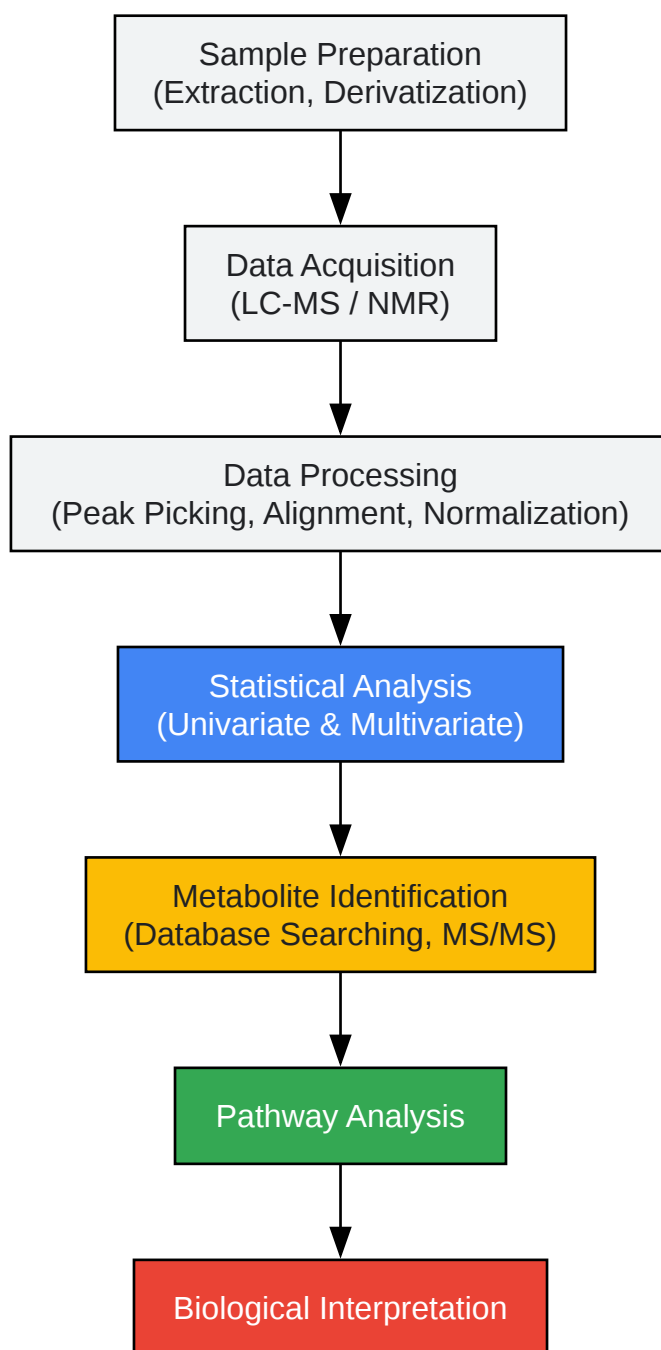 Sample Preparation
(Extraction, Derivatization)
Data Acquisition
(LC-MS / NMR)
Data Processing
(Peak Picking, Alignment, Normalization)
Statistical Analysis
(Univariate & Multivariate)
Metabolite Identification
(Database Searching, MS/MS)
Pathway Analysis
Biological Interpretation